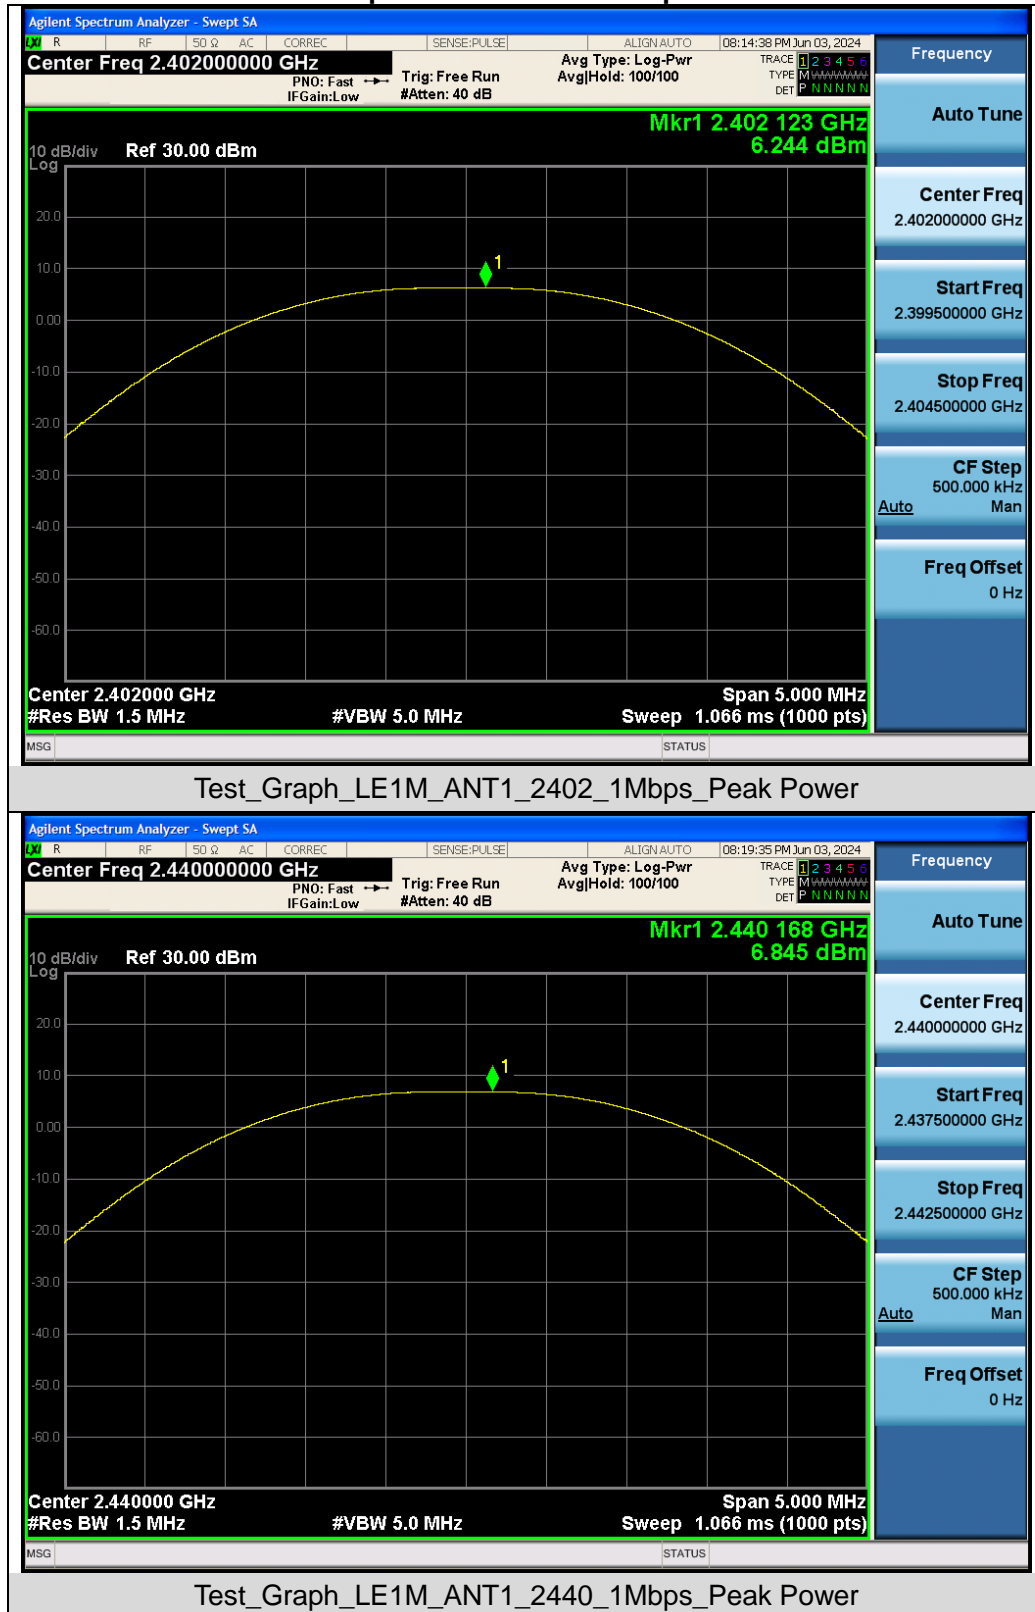 Agilent Spectrum Analyzer - Swept SA
LXI R RF 50 Ω AC CORREC SENSE:PULSE ALIGN AUTO 08:14:38 PM Jun 03, 2024
Center Freq 2.402000000 GHz
PNO: Fast
IFGain:Low
Trig: Free Run
#Atten: 40 dB
Avg Type: Log-Pwr
Avg|Hold: 100/100
TRACE 1 2 3 4 5 6
TYPE M WWWWW
DET P N N N N N
Mkr1 2.402 123 GHz
6.244 dBm
10 dB/div Ref 30.00 dBm
Log
20.0
10.0
1
0.00
-10.0
-20.0
-30.0
-40.0
-50.0
-60.0
Center 2.402000 GHz Span 5.000 MHz
#Res BW 1.5 MHz #VBW 5.0 MHz Sweep 1.066 ms (1000 pts)
MSG STATUS
Frequency
Auto Tune
Center Freq
2.402000000 GHz
Start Freq
2.399500000 GHz
Stop Freq
2.404500000 GHz
CF Step
500.000 kHz
Auto Man
Freq Offset
0 Hz
Test_Graph_LE1M_ANT1_2402_1Mbps_Peak Power
Agilent Spectrum Analyzer - Swept SA
LXI R RF 50 Ω AC CORREC SENSE:PULSE ALIGN AUTO 08:19:35 PM Jun 03, 2024
Center Freq 2.440000000 GHz
PNO: Fast
IFGain:Low
Trig: Free Run
#Atten: 40 dB
Avg Type: Log-Pwr
Avg|Hold: 100/100
TRACE 1 2 3 4 5 6
TYPE M WWWWW
DET P N N N N N
Mkr1 2.440 168 GHz
6.845 dBm
10 dB/div Ref 30.00 dBm
Log
20.0
10.0
1
0.00
-10.0
-20.0
-30.0
-40.0
-50.0
-60.0
Center 2.440000 GHz Span 5.000 MHz
#Res BW 1.5 MHz #VBW 5.0 MHz Sweep 1.066 ms (1000 pts)
MSG STATUS
Frequency
Auto Tune
Center Freq
2.440000000 GHz
Start Freq
2.437500000 GHz
Stop Freq
2.442500000 GHz
CF Step
500.000 kHz
Auto Man
Freq Offset
0 Hz
Test_Graph_LE1M_ANT1_2440_1Mbps_Peak Power